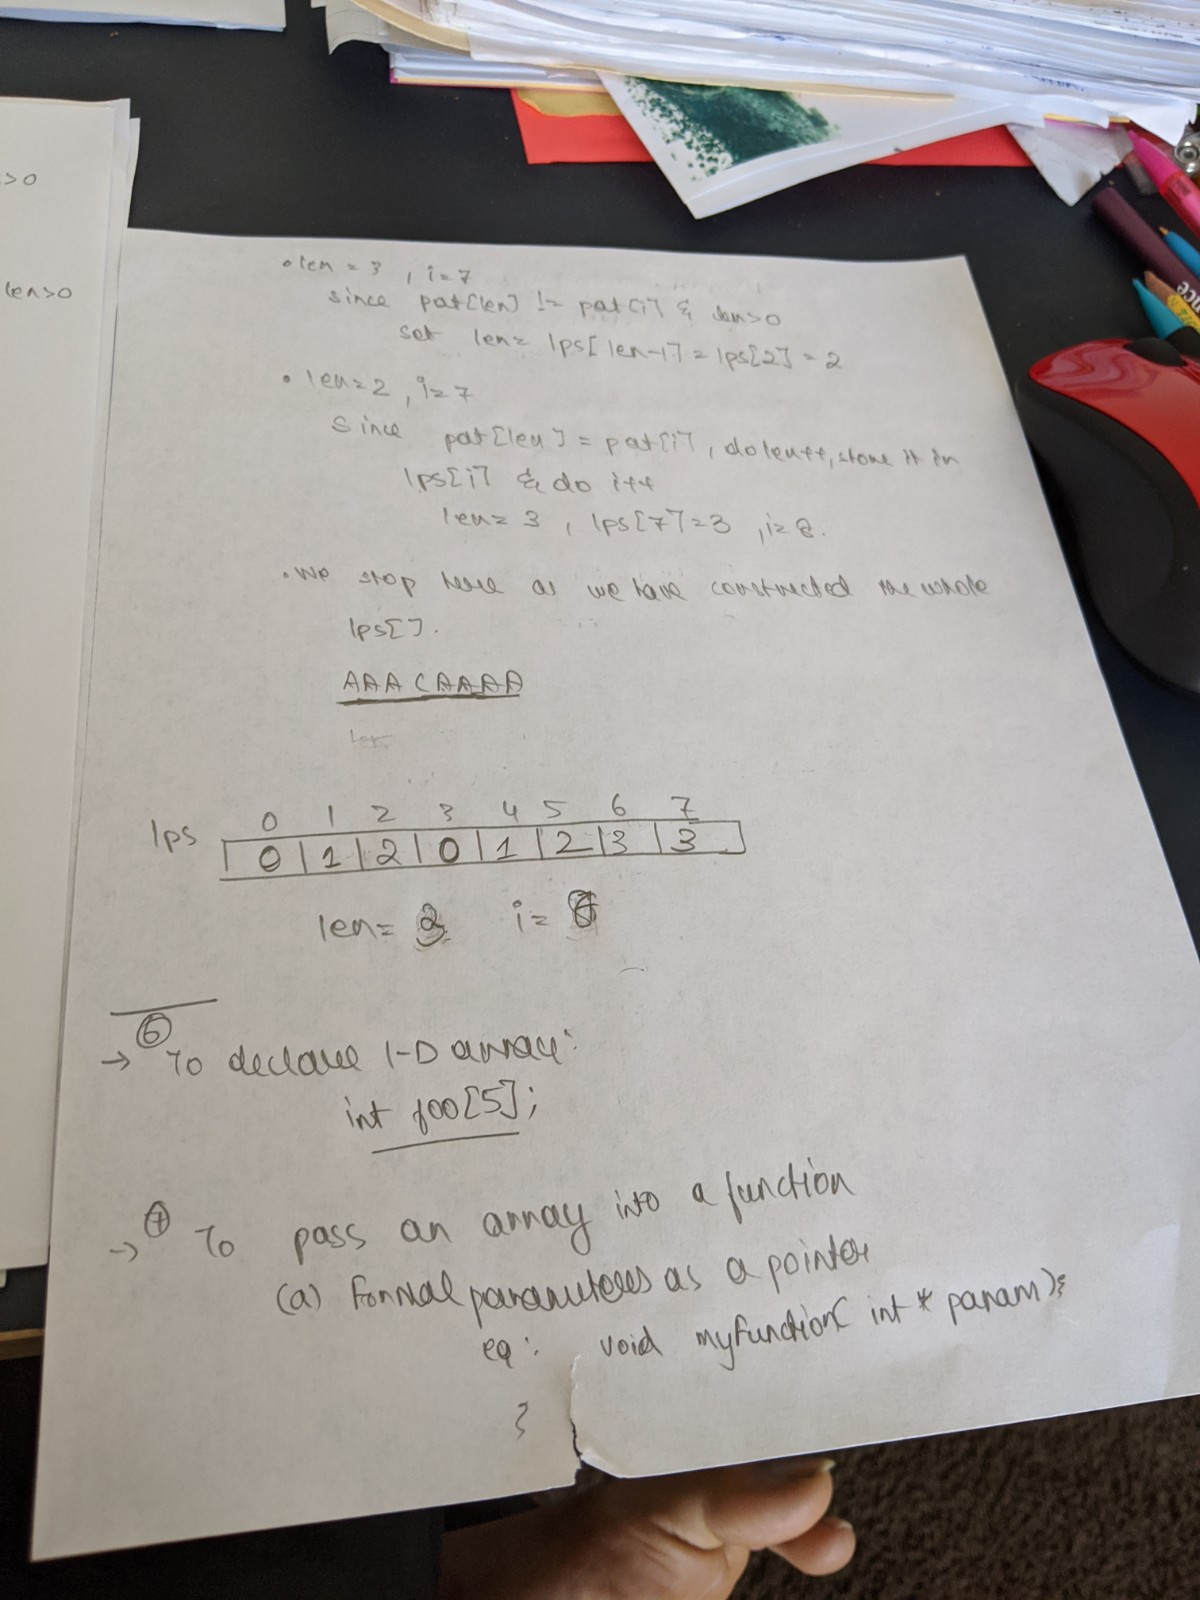 >0
len>0
• len = 3 , i= 7
since pat[len] != pat[i] & len>0
set len= lps[len-1] = lps[2] = 2
• len=2 , i=7
Since pat[len] = pat[i], do len++, store it in
lps[i] & do i++
len= 3 , lps[7]=3 , i= 8.
• We stop here as we have constructed the whole
lps[].
AAACAAAA
len
0 1 2 3 4 5 6 7
lps 0 | 1 | 2 | 0 | 1 | 2 | 3 | 3
len= i=
→ ⑥ To declare 1-D array:
int foo[5];
→ ⑦ To pass an array into a function
(a) Formal parameters as a pointer
eg: void myFunction( int * param){
}